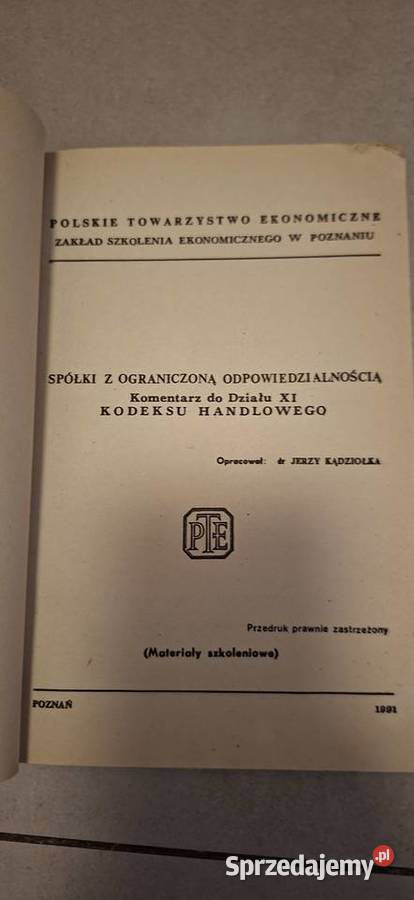 POLSKIE TOWARZYSTWO EKONOMICZNE
ZAKŁAD SZKOLENIA EKONOMICZNEGO W POZNANIU
SPÓŁKI Z OGRANICZONĄ ODPOWIEDZIALNOŚCIĄ
Komentarz do Działu XI
KODEKSU HANDLOWEGO
Opracował: dr JERZY KĄDZIOŁKA
PTE
Przedruk prawnie zastrzeżony
(Materiały szkoleniowe)
POZNAŃ 1991
Sprzedajemy.pl